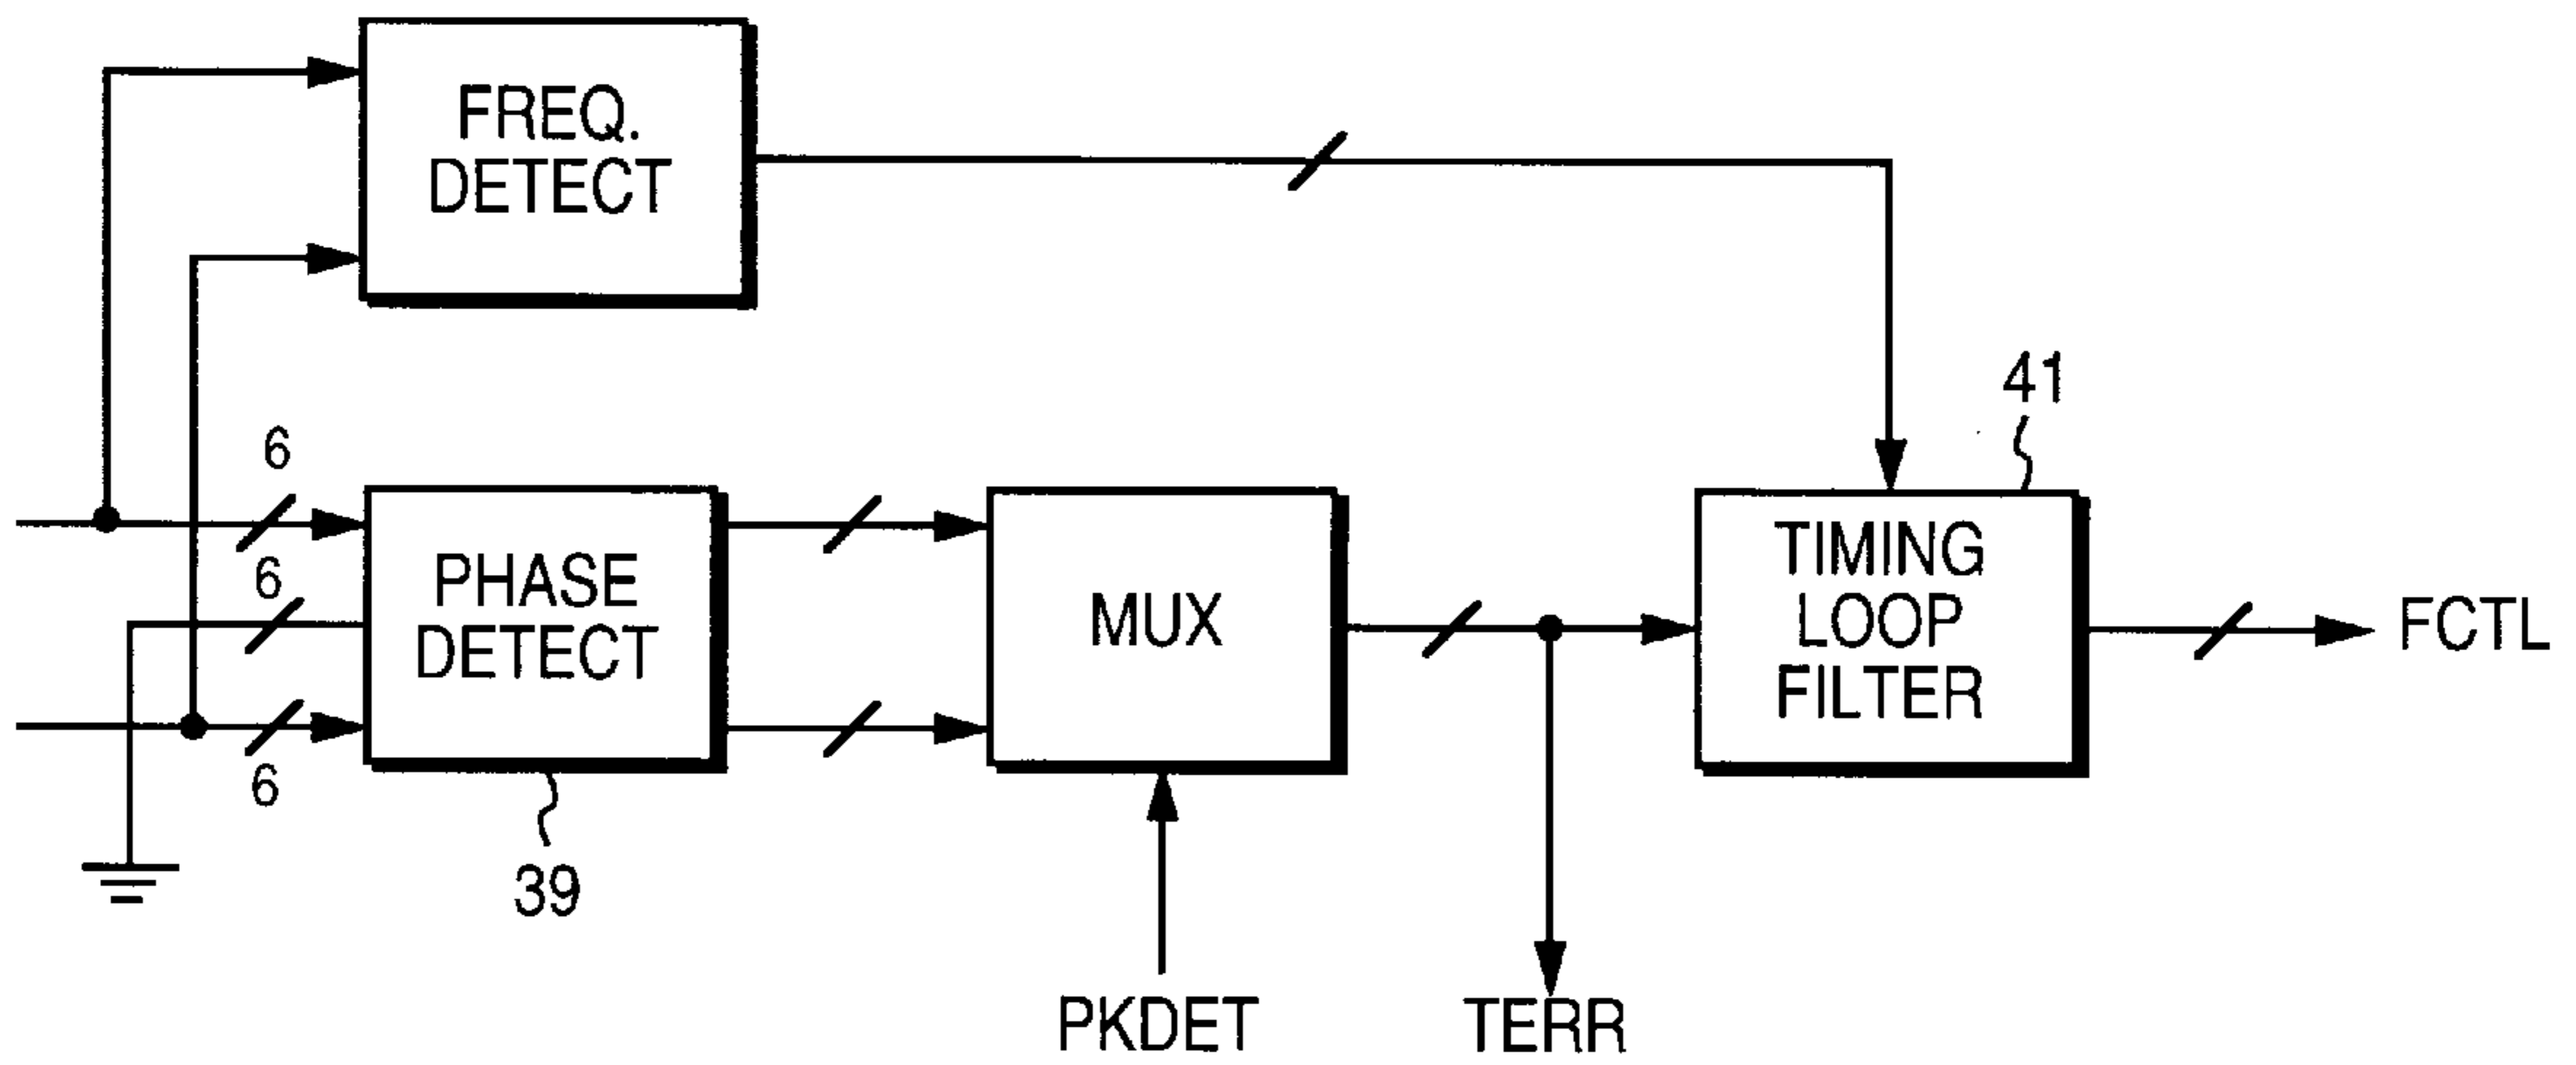 FREQ.
DETECT
41
6
6
PHASE
DETECT
6
39
MUX
PKDET
TERR
TIMING
LOOP
FILTER
FCTL